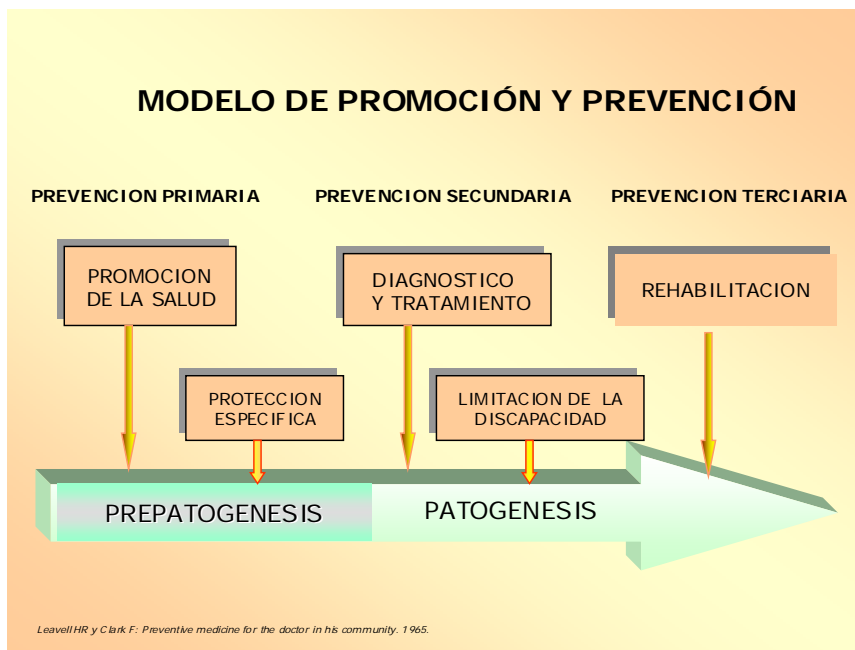 MODELO DE PROMOCIÓN Y PREVENCIÓN
PREVENCION PRIMARIA
PREVENCION SECUNDARIA
PREVENCION TERCIARIA
PROMOCION
DE LA SALUD
DIAGNOSTICO
Y TRATAMIENTO
REHABILITACION
PROTECCION
ESPECIFICA
LIMITACION DE LA
DISCAPACIDAD
PREPATOGENESIS
PATOGENESIS
Leavell HR y Clark F: Preventive medicine for the doctor in his community. 1965.